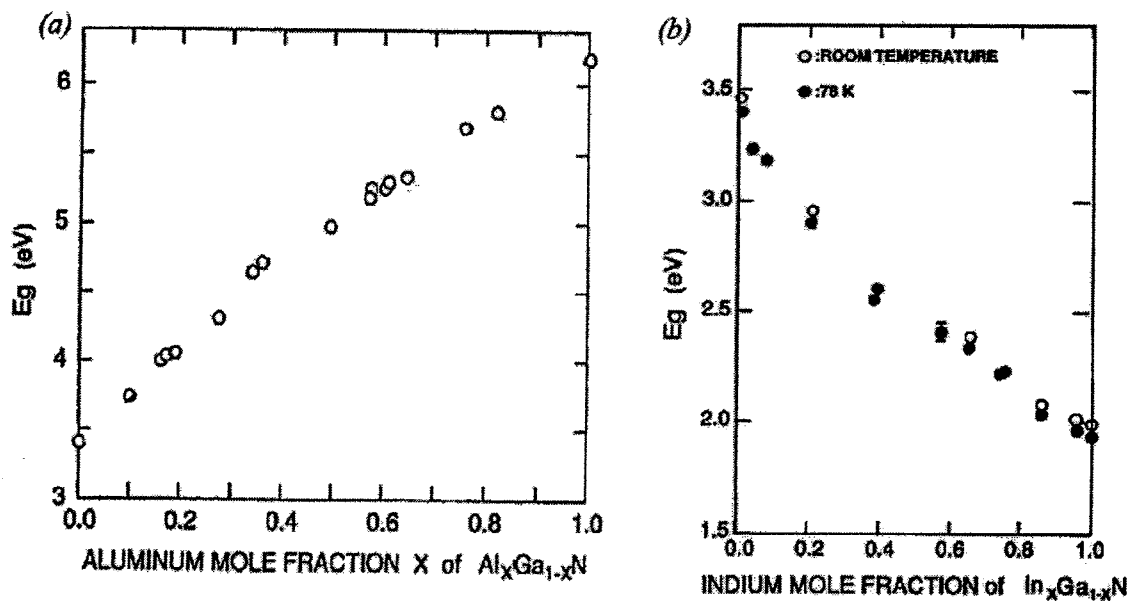 (a)
6
5
4
3
Eg (eV)
0.0 0.2 0.4 0.6 0.8 1.0
ALUMINUM MOLE FRACTION X of AlXGa1-XN
(b)
O:ROOM TEMPERATURE
●:78 K
3.5
3.0
2.5
2.0
1.5
Eg (eV)
0.0 0.2 0.4 0.6 0.8 1.0
INDIUM MOLE FRACTION of InXGa1-XN